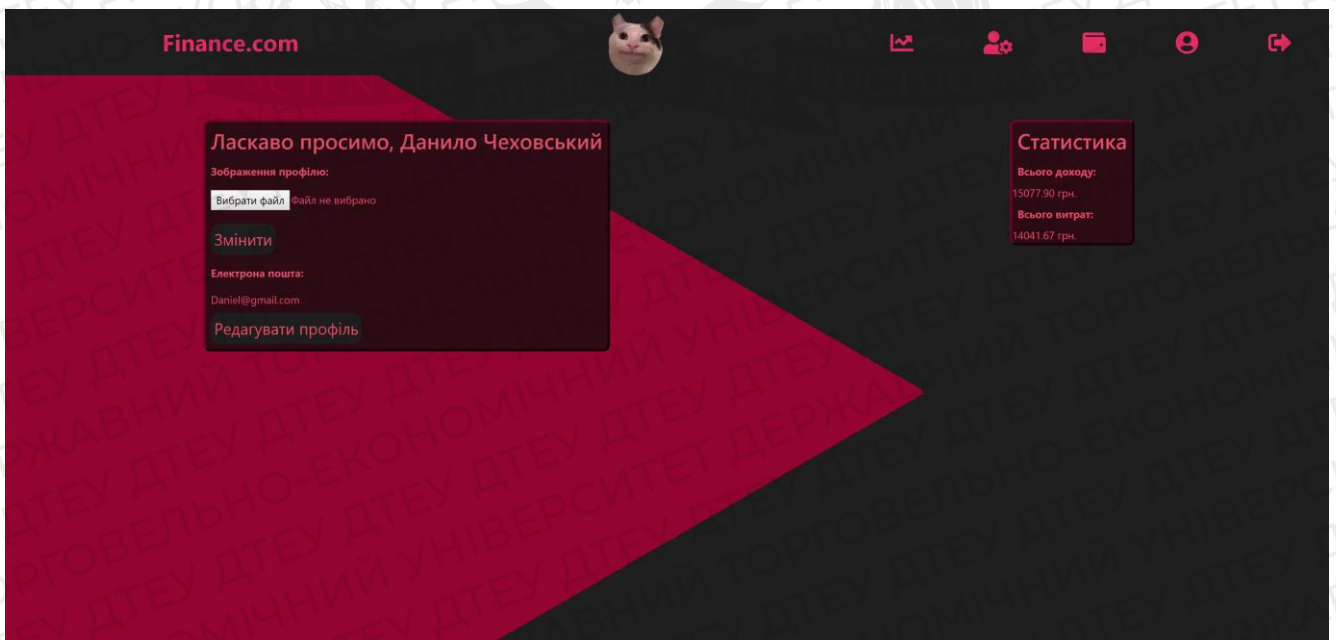 Finance.com
Ласкаво просимо, Данило Чеховський
Зображення профілю:
Вибрати файл Файл не вибрано
Змінити
Електрона пошта:
Daniel@gmail.com
Редагувати профіль
Статистика
Всього доходу:
15077.90 грн.
Всього витрат:
14041.67 грн.